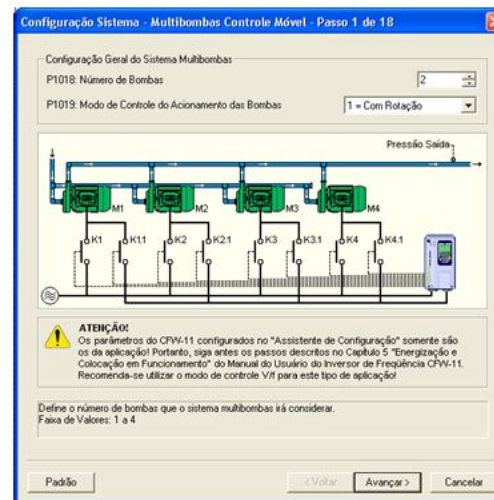 Configuração Sistema - Multibombas Controle Móvel - Passo 1 de 18
Configuração Geral do Sistema Multibombas
P1018: Número de Bombas
2
P1019: Modo de Controle do Acionamento das Bombas
1 = Com Rotação
Pressão Saída
M1 M2 M3 M4
K1 K1.1 K2 K2.1 K3 K3.1 K4 K4.1
ATENÇÃO!
Os parâmetros do CFW-11 configurados no "Assistente de Configuração" somente são
os da aplicação! Portanto, siga antes os passos descritos no Capítulo 5 "Energização e
Colocação em Funcionamento" do Manual do Usuário do Inversor de Freqüência CFW-11.
Recomenda-se utilizar o modo de controle V/f para este tipo de aplicação!
Define o número de bombas que o sistema multibombas irá considerar.
Faixa de Valores: 1 a 4
Padrão
< Voltar
Avançar >
Cancelar